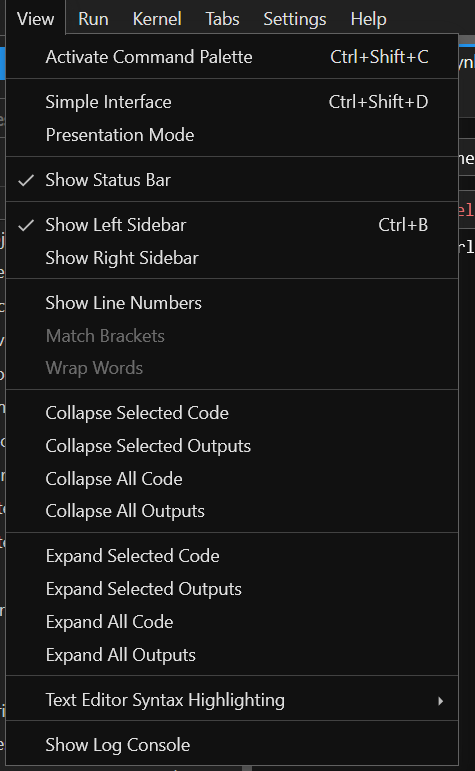 View Run Kernel Tabs Settings Help
Activate Command Palette Ctrl+Shift+C
Simple Interface Ctrl+Shift+D
Presentation Mode
Show Status Bar
Show Left Sidebar Ctrl+B
Show Right Sidebar
Show Line Numbers
Match Brackets
Wrap Words
Collapse Selected Code
Collapse Selected Outputs
Collapse All Code
Collapse All Outputs
Expand Selected Code
Expand Selected Outputs
Expand All Code
Expand All Outputs
Text Editor Syntax Highlighting
Show Log Console